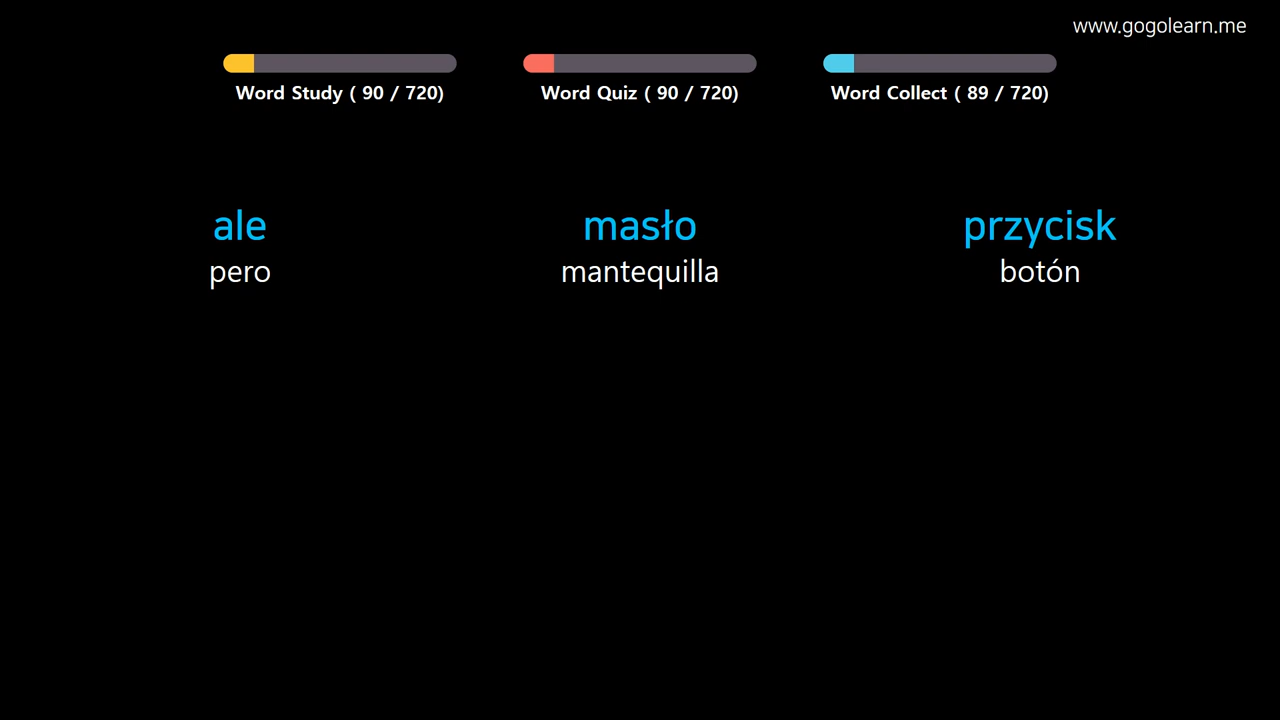 www.gogolearn.me
Word Study ( 90 / 720)
Word Quiz ( 90 / 720)
Word Collect ( 89 / 720)
ale
pero
masło
mantequilla
przycisk
botón